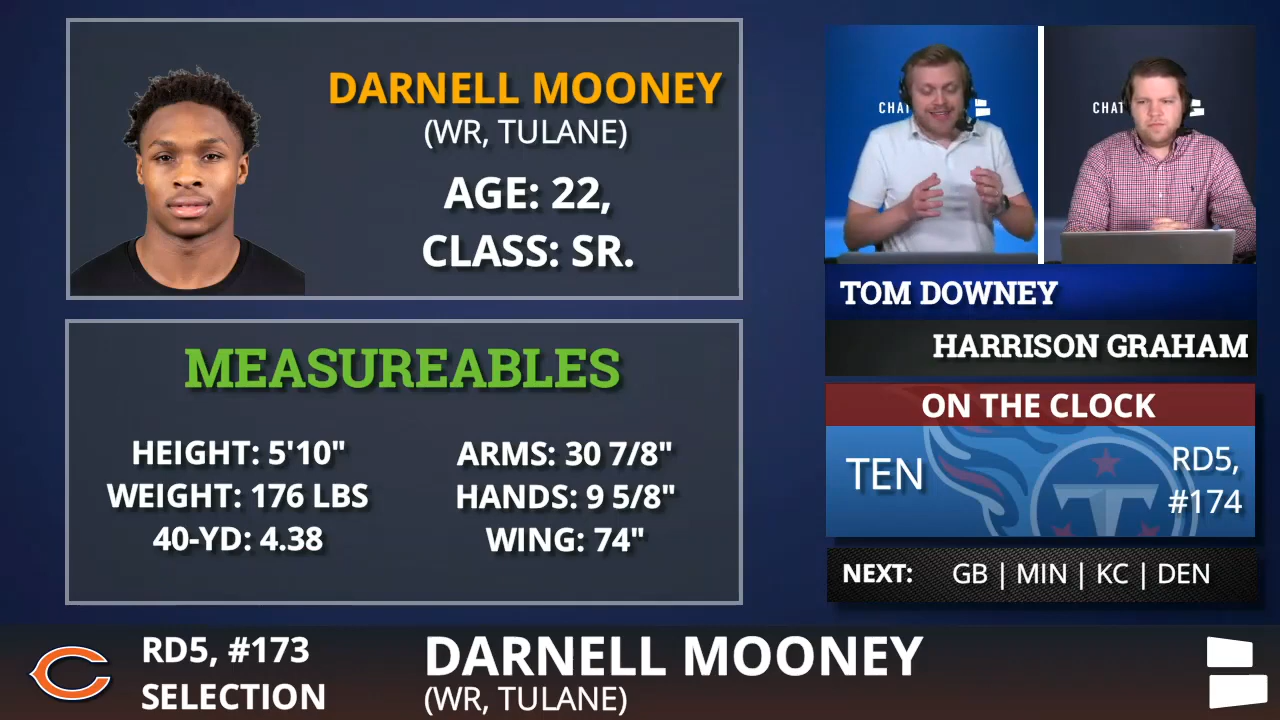 DARNELL MOONEY
(WR, TULANE)
AGE: 22,
CLASS: SR.
MEASUREABLES
HEIGHT: 5'10"
WEIGHT: 176 LBS
40-YD: 4.38
ARMS: 30 7/8"
HANDS: 9 5/8"
WING: 74"
CHAT
CHAT
TOM DOWNEY
HARRISON GRAHAM
ON THE CLOCK
TEN
RD5,
#174
NEXT: GB | MIN | KC | DEN
RD5, #173
SELECTION
DARNELL MOONEY
(WR, TULANE)